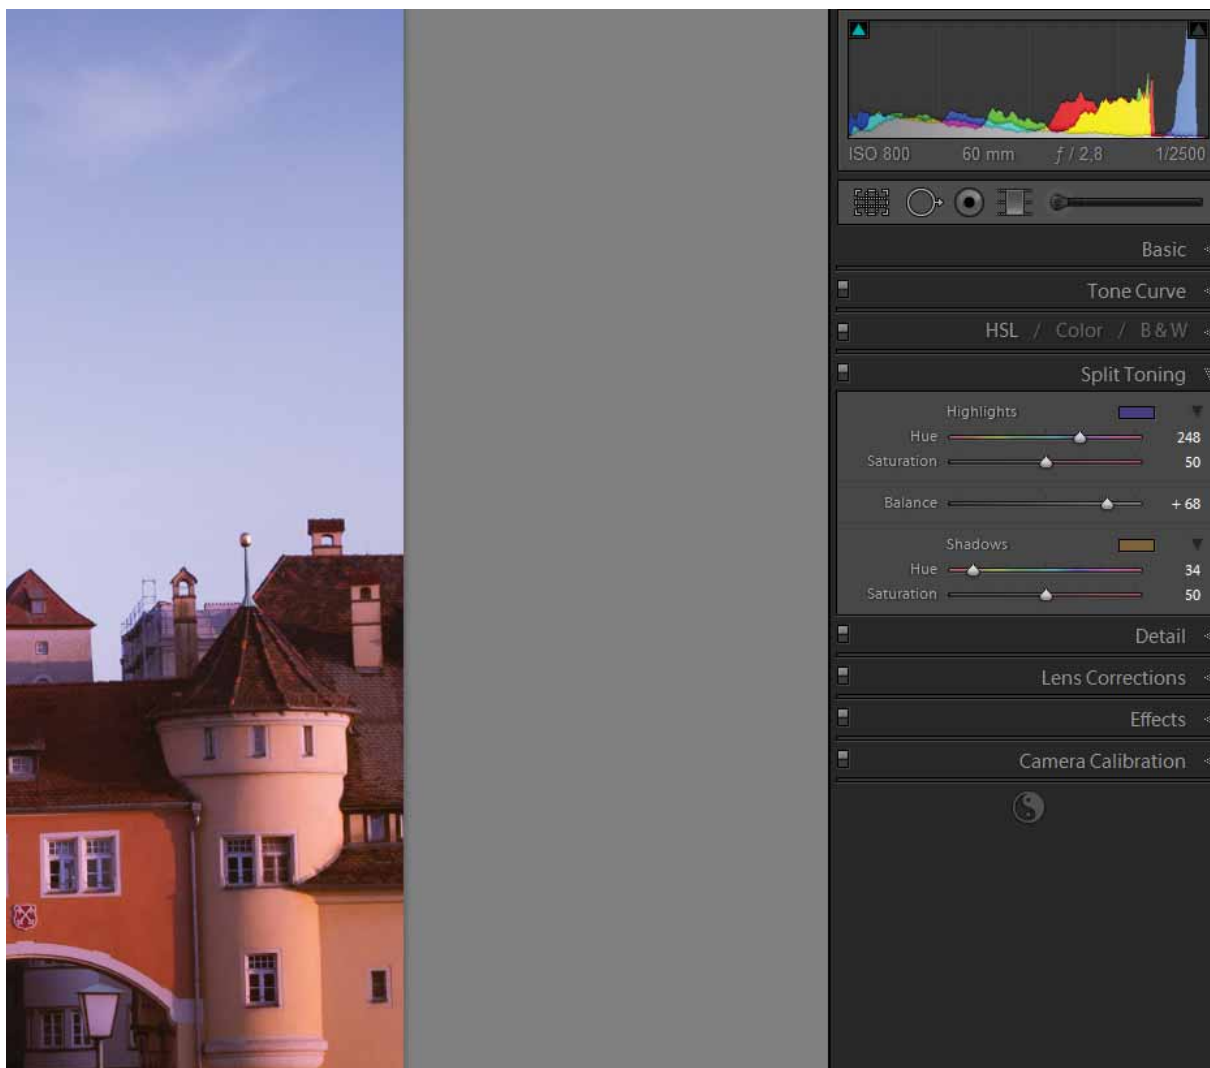 ISO 800 60 mm ƒ / 2,8 1/2500
Basic
Tone Curve
HSL / Color / B & W
Split Toning
Highlights
Hue 248
Saturation 50
Balance + 68
Shadows
Hue 34
Saturation 50
Detail
Lens Corrections
Effects
Camera Calibration